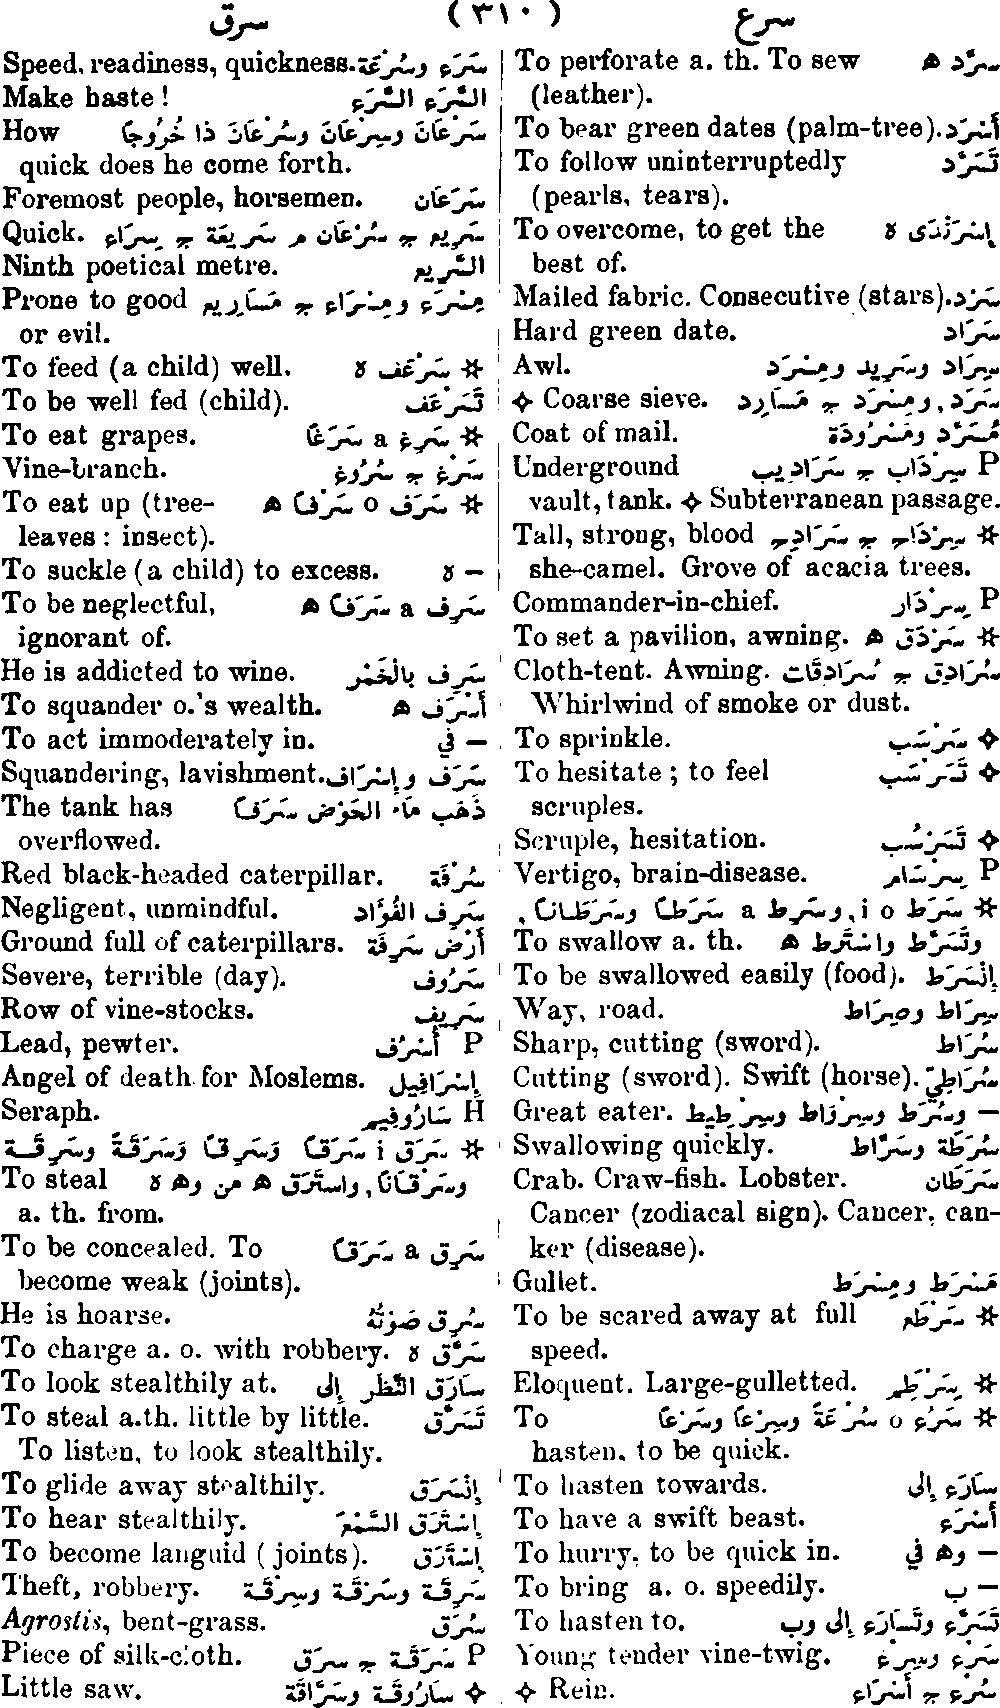 سرق (٣١٠) سرع
To perforate a. th. To sew سَرَّد ه
(leather).
To bear green dates (palm-tree). أَسْرَد
To follow uninterruptedly تَسَرَّد
(pearls, tears).
To overcome, to get the إِسْرَنْدَى ه
best of.
Mailed fabric. Consecutive (stars). سَرْد
Hard green date. سَرَاد
Awl. سِرَاد وسَرِيد ومِسْرَد
✧ Coarse sieve. سَرَد, ومِسْرَد ج مَسَارِد
Coat of mail. مُسَرَّد ومَسْرُودَة
Underground P سِرْدَاب ج سَرَادِيب
vault, tank. ✧ Subterranean passage.
Tall, strong, blood ☼ سِرْدَاح ج سَرَادِح
she-camel. Grove of acacia trees.
Commander-in-chief. P سِرْدَار
To set a pavilion, awning. ☼ سَرْدَق ه
Cloth-tent. Awning. سُرَادِق ج سُرَادِقَات
Whirlwind of smoke or dust.
To sprinkle. ✧ سَرْسَب
To hesitate ; to feel ✧ تَسَرْسَب
scruples.
Scruple, hesitation. ✧ تَسَرْسُب
Vertigo, brain-disease. P سِرْسَام
☼ سَرَط i o, وسَرِط a سَرْطًا وسَرَطَانًا,
To swallow a. th. وتَسَرَّط واسْتَرَط ه
To be swallowed easily (food). إِنْسَرَط
Way, road. سِرَاط وصِرَاط
Sharp, cutting (sword). سُرَاط
Cutting (sword). Swift (horse). سُرَاطِيّ
Great eater. — وسُرَط وسِرْوَاط وسِرْطِيط
Swallowing quickly. سُرَطَة وسَرَّاط
Crab. Craw-fish. Lobster. سَرَطَان
Cancer (zodiacal sign). Cancer, can-
ker (disease).
Gullet. مَسْرَط ومِسْرَط
To be scared away at full ☼ سَرْطَع
speed.
Eloquent. Large-gulletted. ☼ سِرَطِم
To ☼ سَرُع o سُرْعَةً وسِرَعًا وسَرَعًا
hasten, to be quick.
To hasten towards. سَارَع إِلَى
To have a swift beast. أَسْرَع
To hurry, to be quick in. — وه في
To bring a. o. speedily. — ب
To hasten to. تَسَرَّع وتَسَارَع إِلَى وب
Young tender vine-twig. سَرْع وسِرْع
✧ Rein. سُرْع ج أَسْرَاع
Speed, readiness, quickness. سَرَع وسُرْعَة
Make haste ! السَّرَعَ السَّرَعَ
How سَرْعَانَ وسِرْعَانَ وسُرْعَانَ ذَا خُرُوجًا
quick does he come forth.
Foremost people, horsemen. سَرَعَان
Quick. سَرِيع ج سُرْعَان م سَرِيعَة ج سِرَاع
Ninth poetical metre. السَّرِيع
Prone to good مِسْرَع ومِسْرَاع ج مَسَارِيع
or evil.
To feed (a child) well. ☼ سَرْعَف ه
To be well fed (child). تَسَرْعَف
To eat grapes. ☼ سَرِغ a سَرَغًا
Vine-branch. سَرْغ ج سُرُوغ
To eat up (tree- ☼ سَرَف o سَرْفًا ه
leaves : insect).
To suckle (a child) to excess. — ه
To be neglectful, سَرِف a سَرَفًا ه
ignorant of.
He is addicted to wine. سَرِف بِالْخَمْر
To squander o.'s wealth. أَسْرَف ه
To act immoderately in. — في
Squandering, lavishment. سَرَف وإِسْرَاف
The tank has ذَهَب مَاء الحَوْض سَرَفًا
overflowed.
Red black-headed caterpillar. سُرْفَة
Negligent, unmindful. سَرِف الفُؤَاد
Ground full of caterpillars. أَرْض سَرِفَة
Severe, terrible (day). سَرُوف
Row of vine-stocks. سَرِيف
Lead, pewter. P أُسْرُف
Angel of death for Moslems. إِسْرَافِيل
Seraph. H سَارُوفِيم
☼ سَرَق i سَرَقًا وَسَرِقًا وَسَرَقَةً وسَرِقَة
To steal وسَرْقَانًا, واسْتَرَق ه من وه ه
a. th. from.
To be concealed. To سَرِق a سَرَقًا
become weak (joints).
He is hoarse. سُرِق صَوْتُهُ
To charge a. o. with robbery. سَرَّق ه
To look stealthily at. سَارَق النَّظَر إِلَى
To steal a.th. little by little. تَسَرَّق
To listen, to look stealthily.
To glide away stealthily. إِنْسَرَق
To hear stealthily. إِسْتَرَق السَّمْعَ
To become languid (joints). إِسْتَرَق
Theft, robbery. سَرِقَة وسَرْقَة وسِرْقَة
Agrostis, bent-grass. سُرَّق
Piece of silk-cloth. P سَرَقَة ج سَرَق
Little saw. ✧ سَارُوقَة وسَرَّاقَة